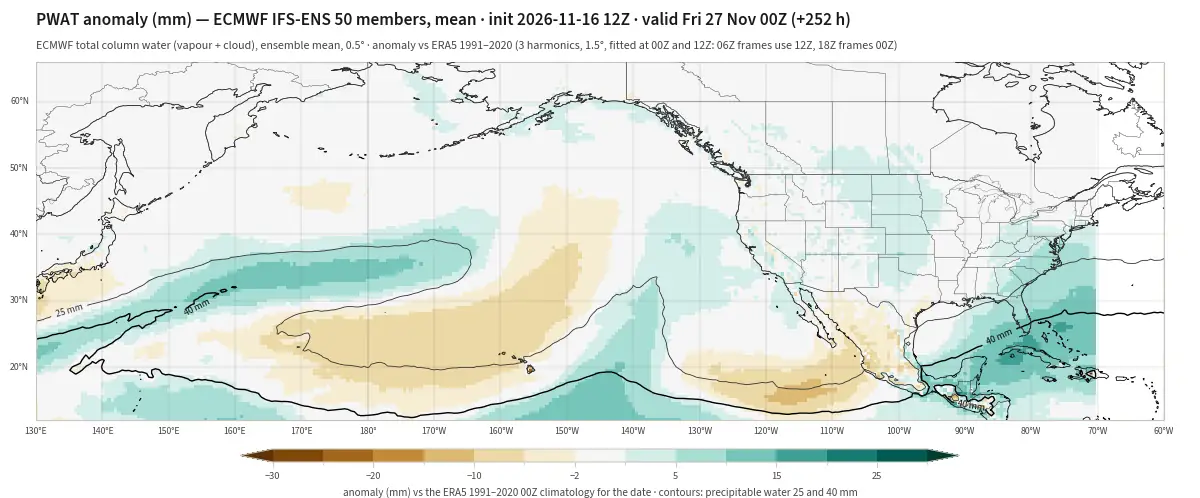 PWAT anomaly (mm) — ECMWF IFS-ENS 50 members, mean · init 2026-11-16 12Z · valid Fri 27 Nov 00Z (+252 h)
ECMWF total column water (vapour + cloud), ensemble mean, 0.5° · anomaly vs ERA5 1991–2020 (3 harmonics, 1.5°, fitted at 00Z and 12Z: 06Z frames use 12Z, 18Z frames 00Z)
60°N
50°N
40°N
30°N
20°N
25 mm
40 mm
40 mm
40 mm
130°E 140°E 150°E 160°E 170°E 180° 170°W 160°W 150°W 140°W 130°W 120°W 110°W 100°W 90°W 80°W 70°W 60°W
−30 −20 −10 −2 5 15 25
anomaly (mm) vs the ERA5 1991–2020 00Z climatology for the date · contours: precipitable water 25 and 40 mm